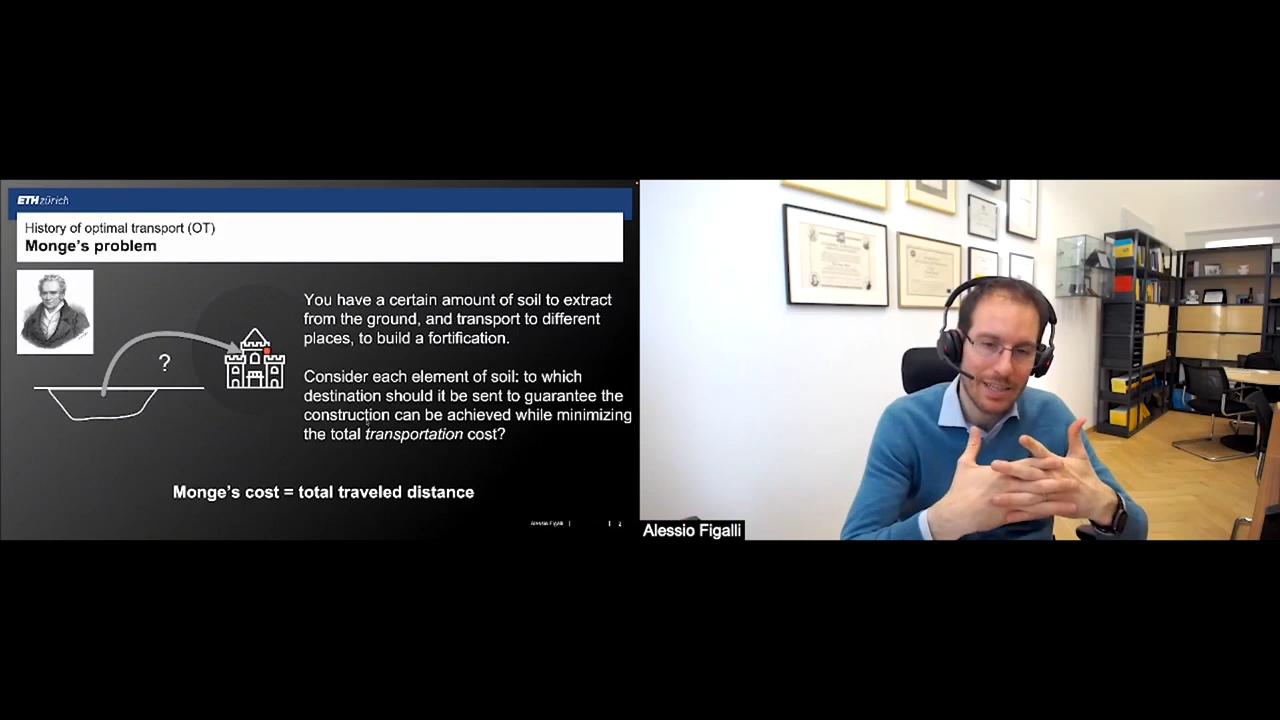 ETH zürich
History of optimal transport (OT)
Monge's problem
You have a certain amount of soil to extract
from the ground, and transport to different
places, to build a fortification.
?
Consider each element of soil: to which
destination should it be sent to guarantee the
construction can be achieved while minimizing
the total transportation cost?
Monge's cost = total traveled distance
Alessio Figalli | | 2
Alessio Figalli